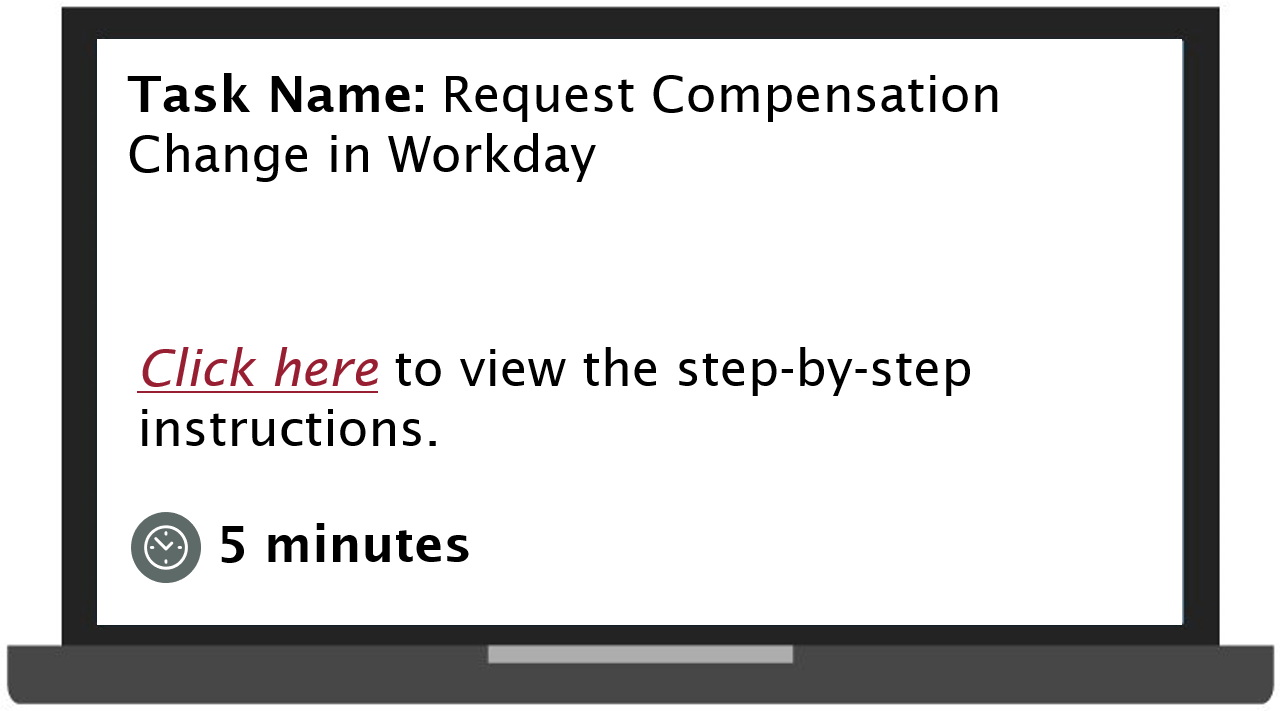 Task Name: Request Compensation
Change in Workday
Click here to view the step-by-step
instructions.
5 minutes